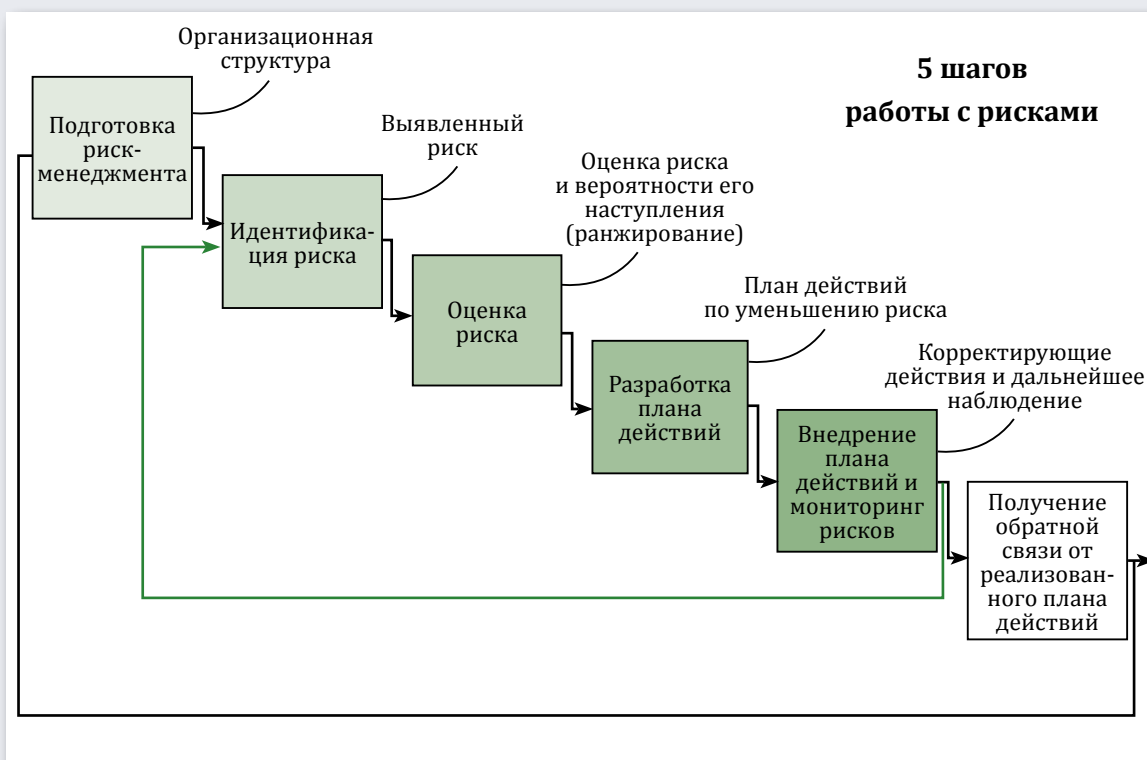 5 шагов
работы с рисками
Организационная
структура
Подготовка
риск-
менеджмента
Выявленный
риск
Идентифика-
ция риска
Оценка риска
и вероятности его
наступления
(ранжирование)
Оценка
риска
План действий
по уменьшению риска
Разработка
плана
действий
Корректирующие
действия и дальнейшее
наблюдение
Внедрение
плана
действий и
мониторинг
рисков
Получение
обратной
связи от
реализован-
ного плана
действий